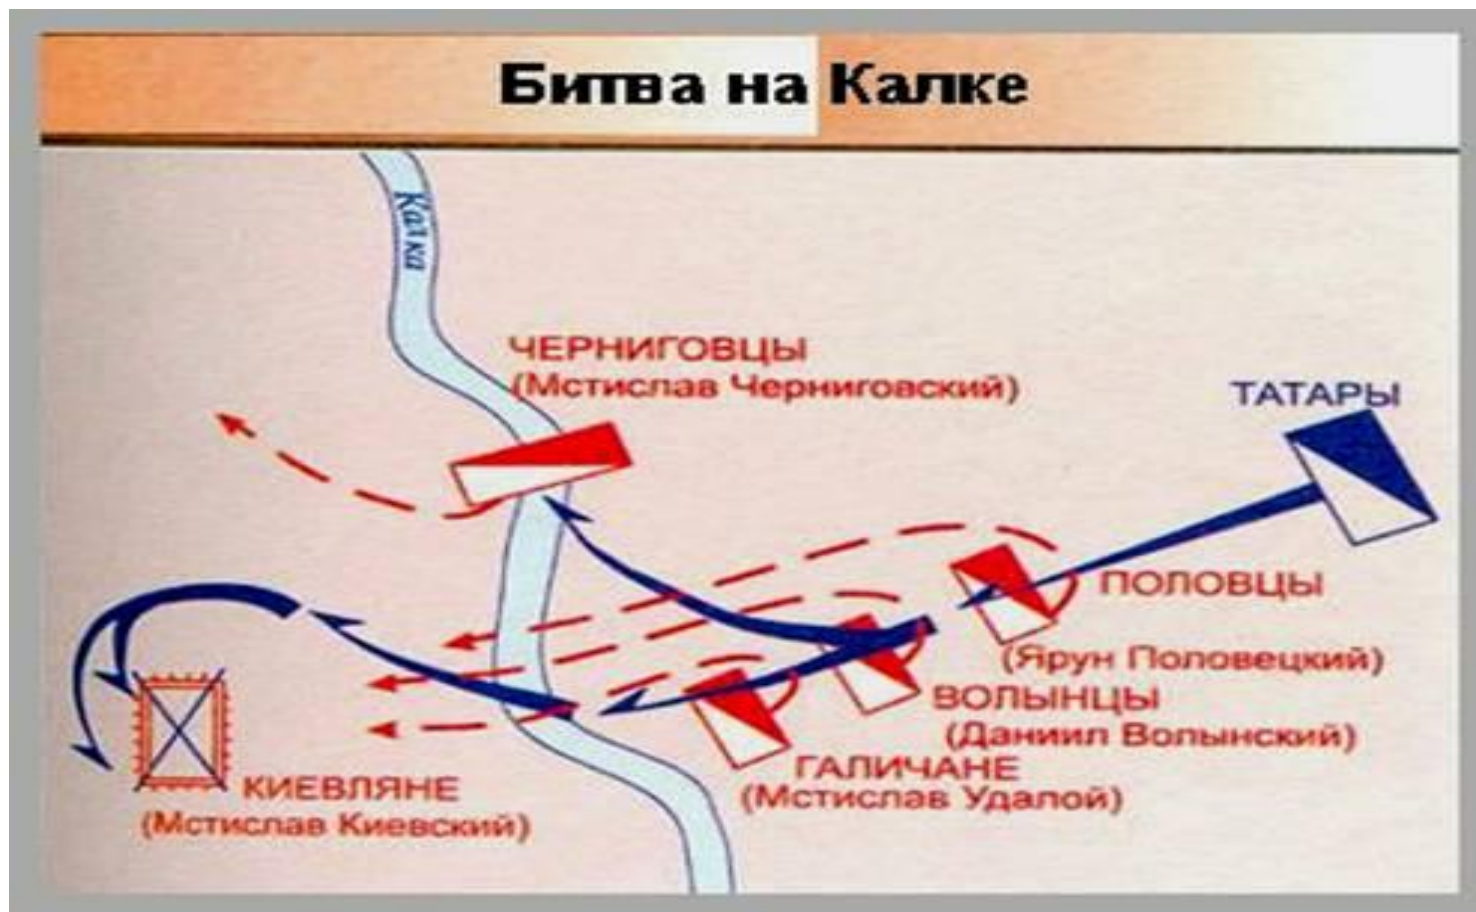 Битва на Калке
Калка
ЧЕРНИГОВЦЫ
(Мстислав Черниговский)
ТАТАРЫ
ПОЛОВЦЫ
(Ярун Половецкий)
ВОЛЫНЦЫ
(Даниил Волынский)
ГАЛИЧАНЕ
(Мстислав Удалой)
КИЕВЛЯНЕ
(Мстислав Киевский)